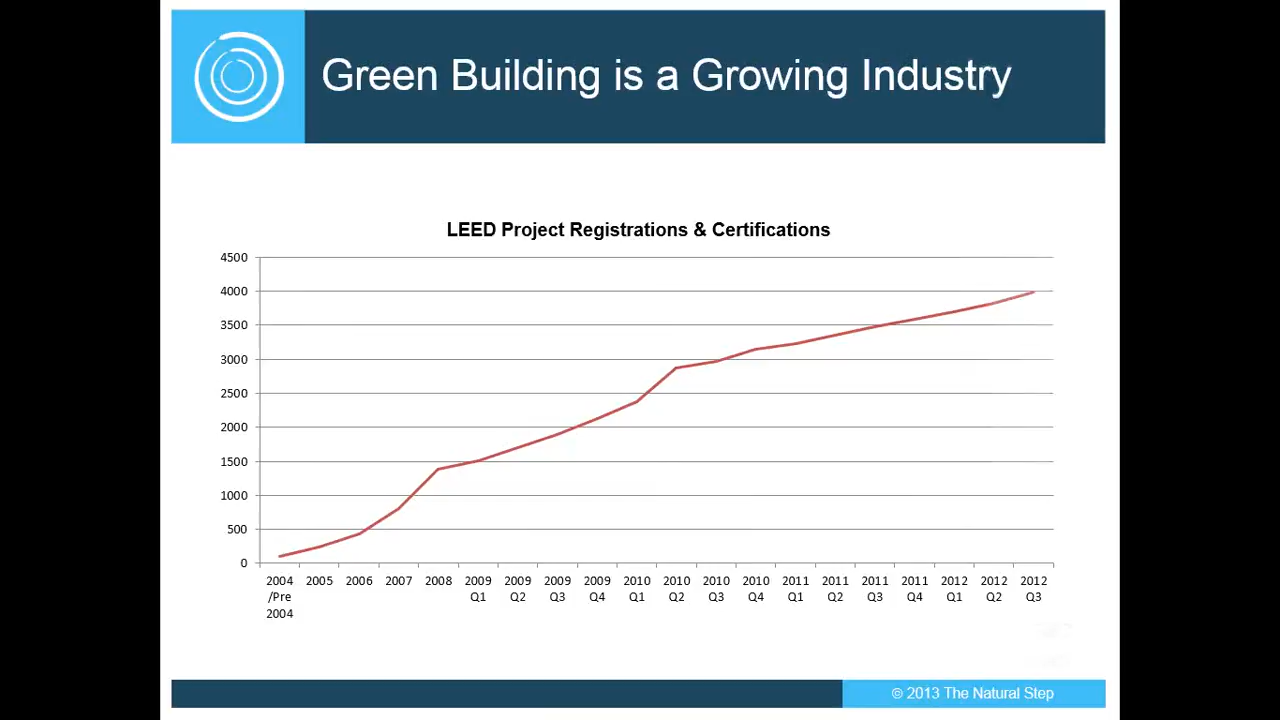 Green Building is a Growing Industry
LEED Project Registrations & Certifications
4500
4000
3500
3000
2500
2000
1500
1000
500
0
2004 /Pre 2004
2005
2006
2007
2008
2009 Q1
2009 Q2
2009 Q3
2009 Q4
2010 Q1
2010 Q2
2010 Q3
2010 Q4
2011 Q1
2011 Q2
2011 Q3
2011 Q4
2012 Q1
2012 Q2
2012 Q3
© 2013 The Natural Step